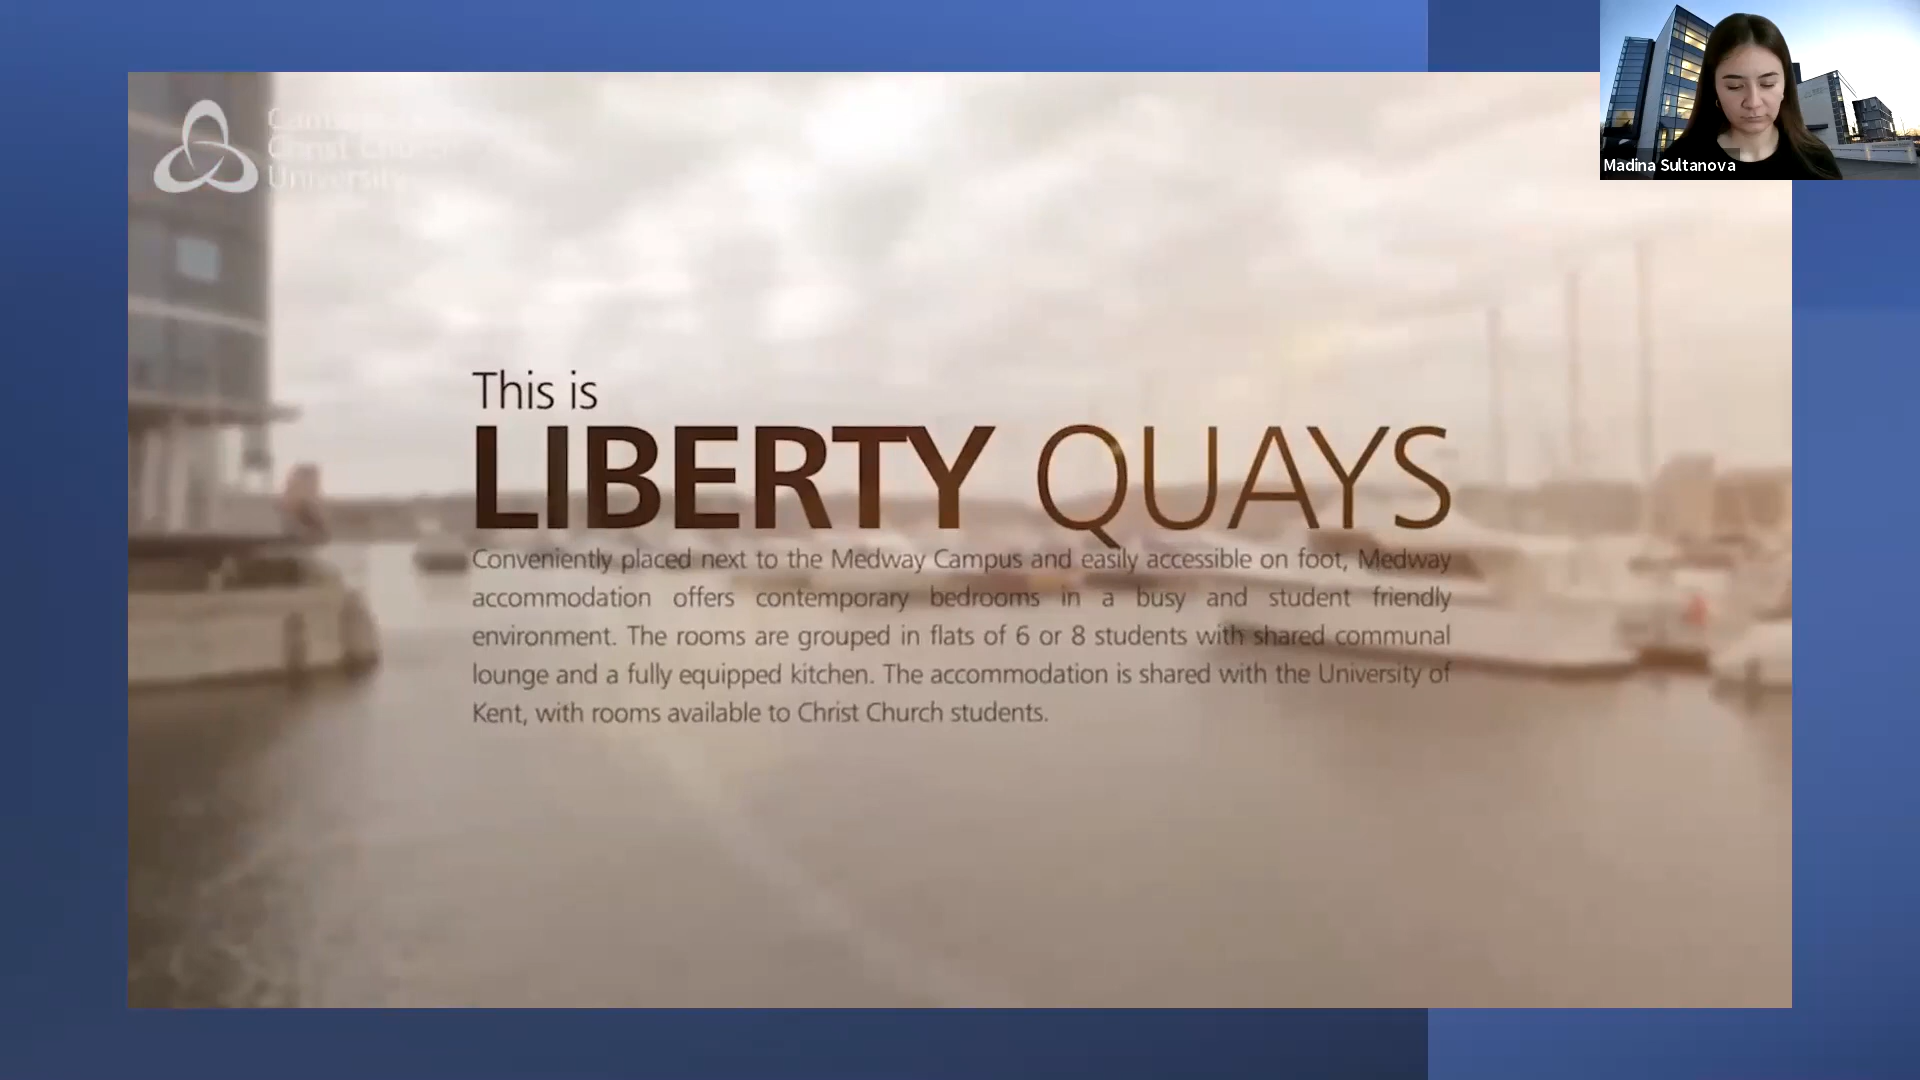 Christ Church
University
Madina Sultanova
This is
LIBERTY QUAYS
Conveniently placed next to the Medway Campus and easily accessible on foot, Medway
accommodation offers contemporary bedrooms in a busy and student friendly
environment. The rooms are grouped in flats of 6 or 8 students with shared communal
lounge and a fully equipped kitchen. The accommodation is shared with the University of
Kent, with rooms available to Christ Church students.